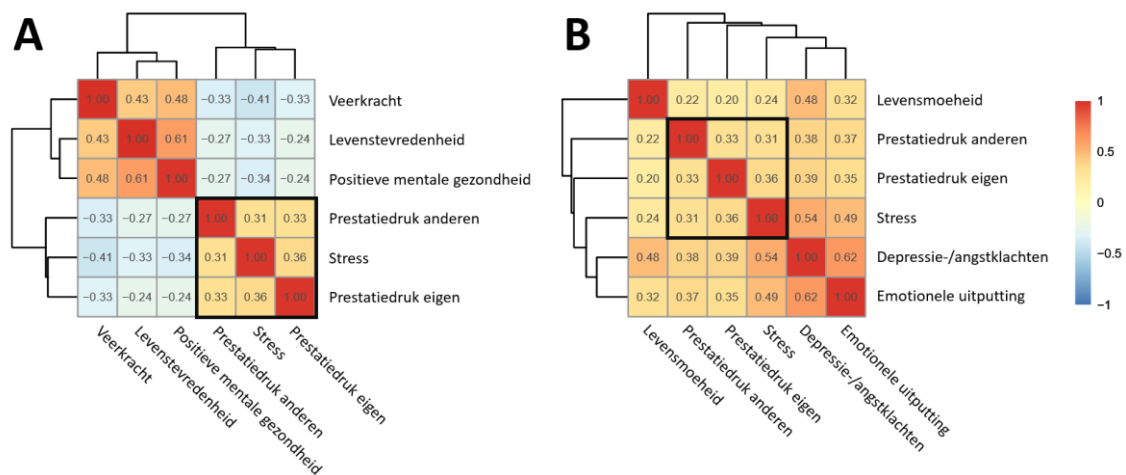 A
B
1.00 0.43 0.48 −0.33 −0.41 −0.33 Veerkracht
0.43 1.00 0.61 −0.27 −0.33 −0.24 Levenstevredenheid
0.48 0.61 1.00 −0.27 −0.34 −0.24 Positieve mentale gezondheid
−0.33 −0.27 −0.27 1.00 0.31 0.33 Prestatiedruk anderen
−0.41 −0.33 −0.34 0.31 1.00 0.36 Stress
−0.33 −0.24 −0.24 0.33 0.36 1.00 Prestatiedruk eigen
Veerkracht
Levenstevredenheid
Positieve mentale gezondheid
Prestatiedruk anderen
Stress
Prestatiedruk eigen
1.00 0.22 0.20 0.24 0.48 0.32 Levensmoeheid
0.22 1.00 0.33 0.31 0.38 0.37 Prestatiedruk anderen
0.20 0.33 1.00 0.36 0.39 0.35 Prestatiedruk eigen
0.24 0.31 0.36 1.00 0.54 0.49 Stress
0.48 0.38 0.39 0.54 1.00 0.62 Depressie-/angstklachten
0.32 0.37 0.35 0.49 0.62 1.00 Emotionele uitputting
Levensmoeheid
Prestatiedruk anderen
Prestatiedruk eigen
Stress
Depressie-/angstklachten
Emotionele uitputting
1
0.5
0
−0.5
−1